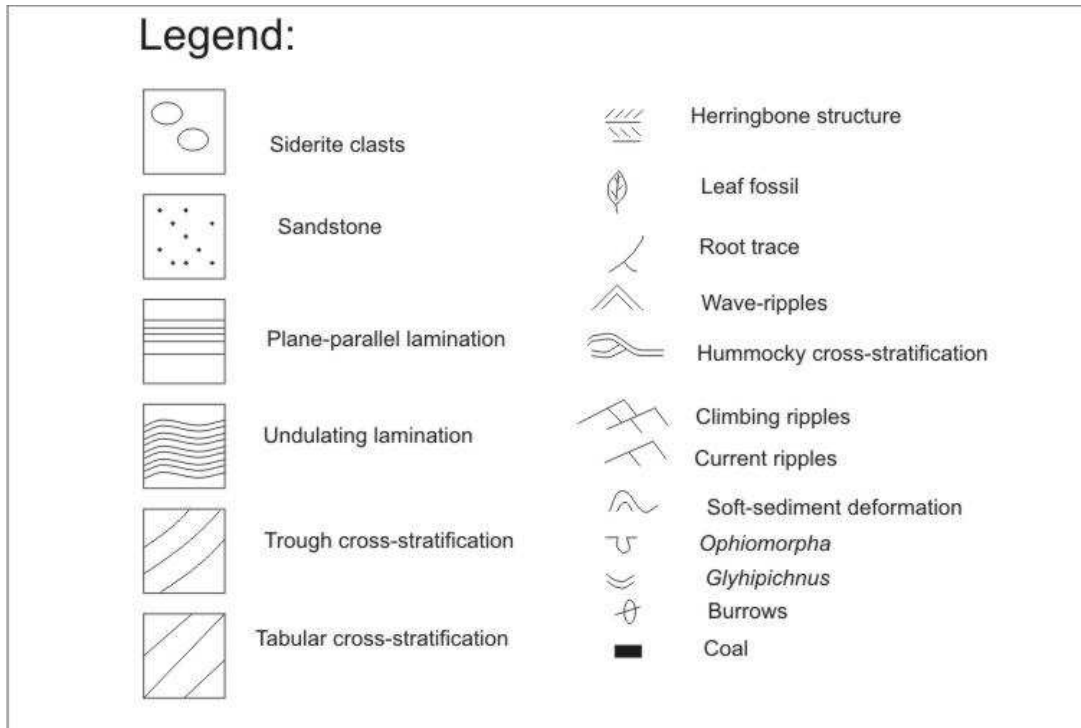 Legend:
Siderite clasts
Sandstone
Plane-parallel lamination
Undulating lamination
Trough cross-stratification
Tabular cross-stratification
Herringbone structure
Leaf fossil
Root trace
Wave-ripples
Hummocky cross-stratification
Climbing ripples
Current ripples
Soft-sediment deformation
Ophiomorpha
Glyhipichnus
Burrows
Coal